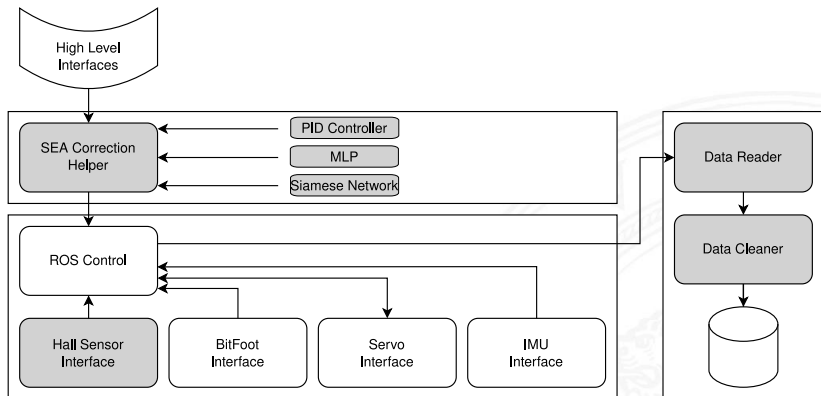 High Level
Interfaces
SEA Correction
Helper
PID Controller
MLP
Siamese Network
Data Reader
Data Cleaner
ROS Control
Hall Sensor
Interface
BitFoot
Interface
Servo
Interface
IMU
Interface